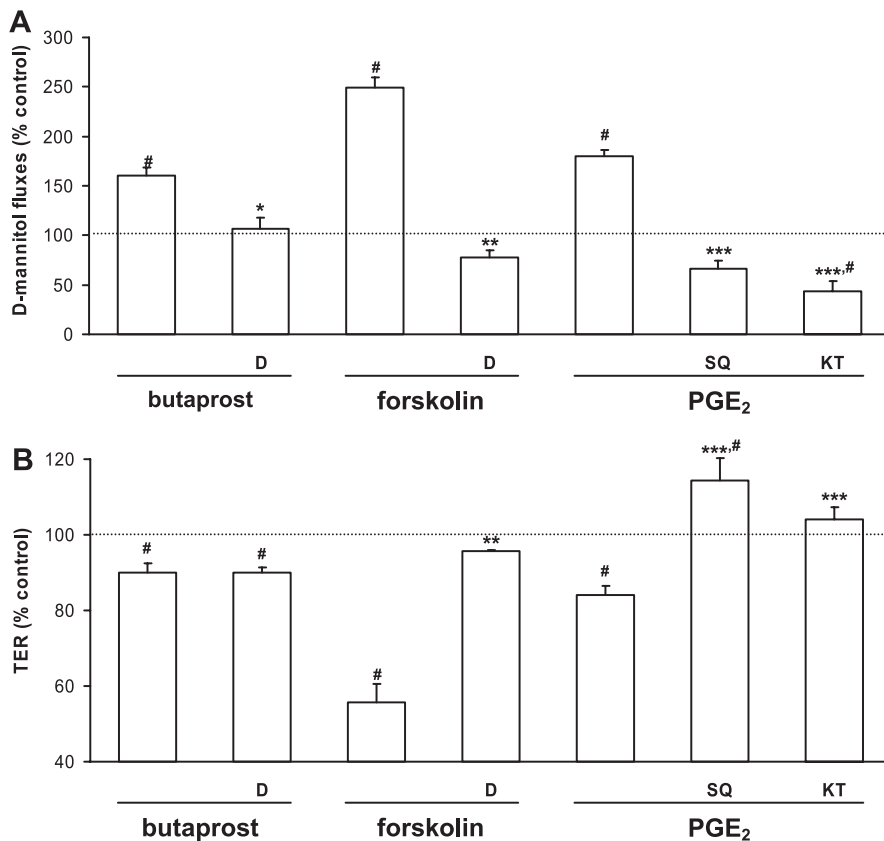 A
D-mannitol fluxes (% control)
300
250
200
150
100
50
0
#
*
#
**
#
***
***,#
D
D
SQ
KT
butaprost
forskolin
PGE₂
B
TER (% control)
120
100
80
60
40
#
#
#
**
#
***,#
***
D
D
SQ
KT
butaprost
forskolin
PGE₂